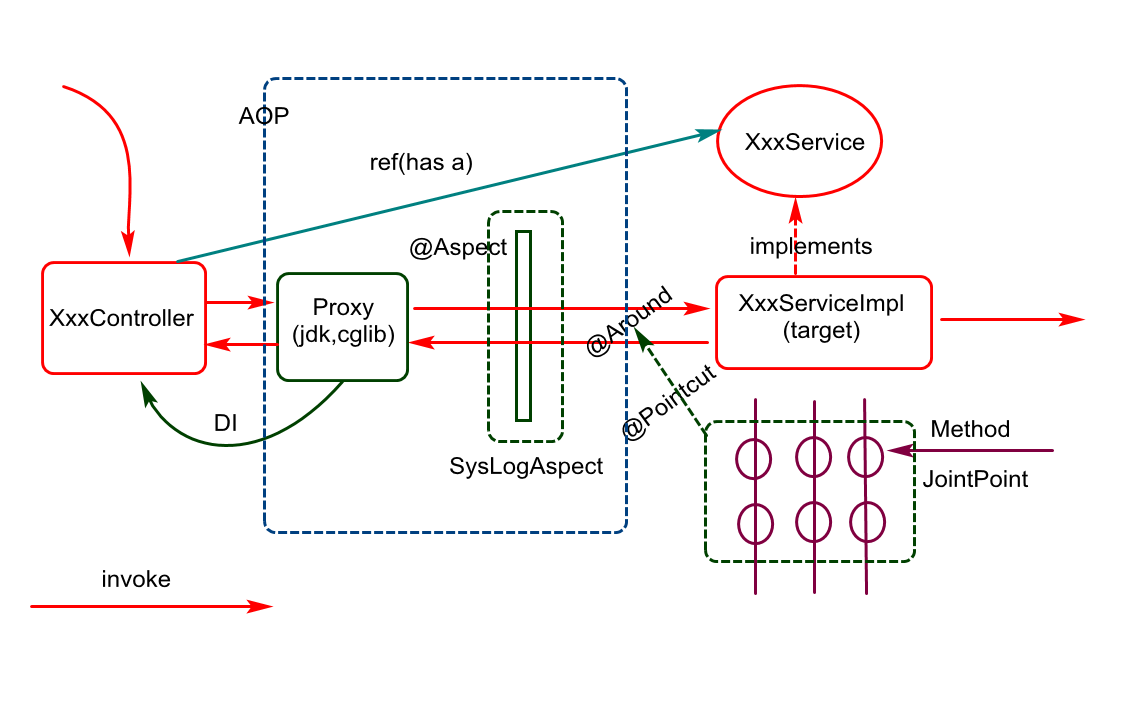 AOP
ref(has a)
XxxService
@Aspect
implements
XxxController
Proxy
(jdk,cglib)
@Around
XxxServiceImpl
(target)
@Pointcut
DI
SysLogAspect
Method
JointPoint
invoke